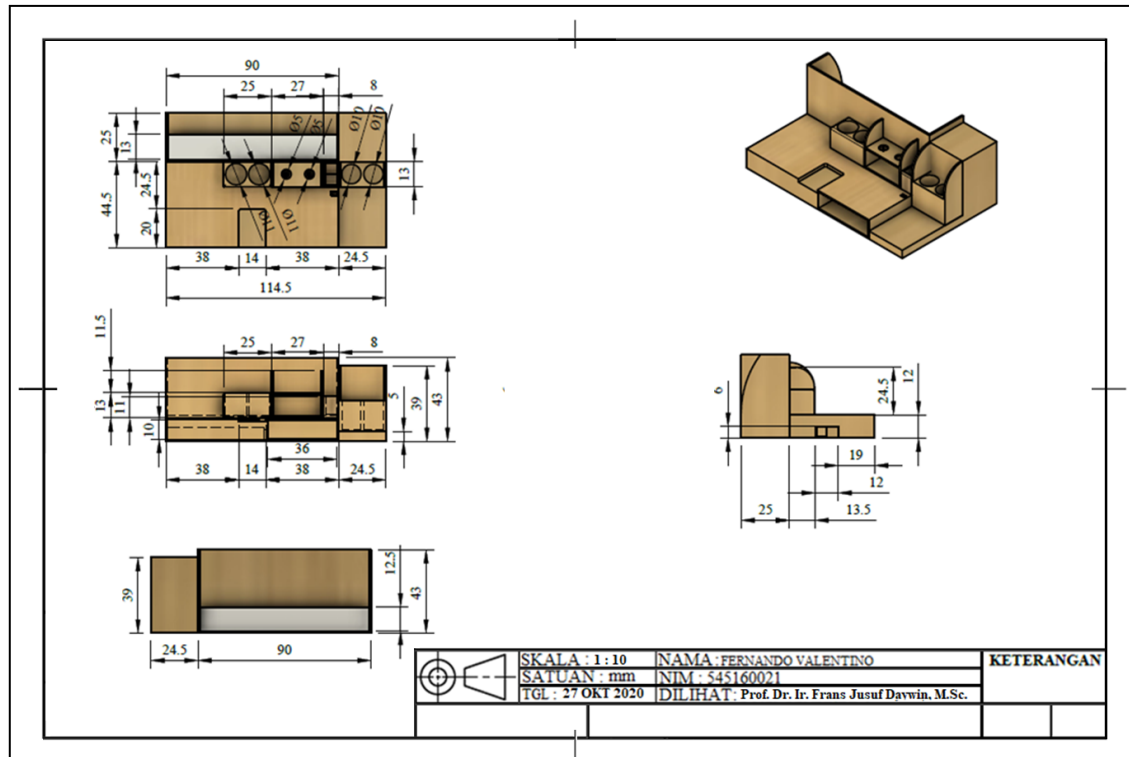 90
25 27 8
Ø5 Ø5 Ø10 Ø10
25 13
24.5 13
44.5
20 Ø11 Ø11
38 14 38 24.5
114.5
11.5
25 27 8
13 11 10 5 39 43
36
38 14 38 24.5
6 24.5 12
19
12
25 13.5
39 12.5 43
24.5 90
SKALA : 1 : 10 NAMA : FERNANDO VALENTINO KETERANGAN
SATUAN : mm NIM : 545160021
TGL : 27 OKT 2020 DILIHAT : Prof. Dr. Ir. Frans Jusuf Daywin, M.Sc.